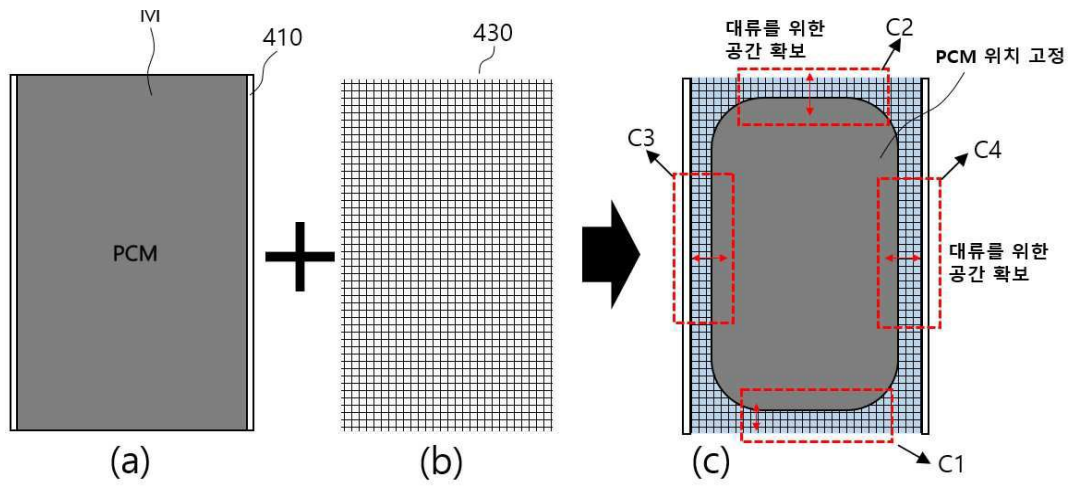 M
410
430
대류를 위한
공간 확보
C2
PCM 위치 고정
C3
C4
PCM
대류를 위한
공간 확보
C1
(a)
(b)
(c)